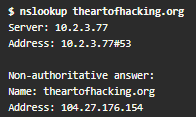 $ nslookup theartofhacking.org
Server: 10.2.3.77
Address: 10.2.3.77#53

Non-authoritative answer:
Name: theartofhacking.org
Address: 104.27.176.154